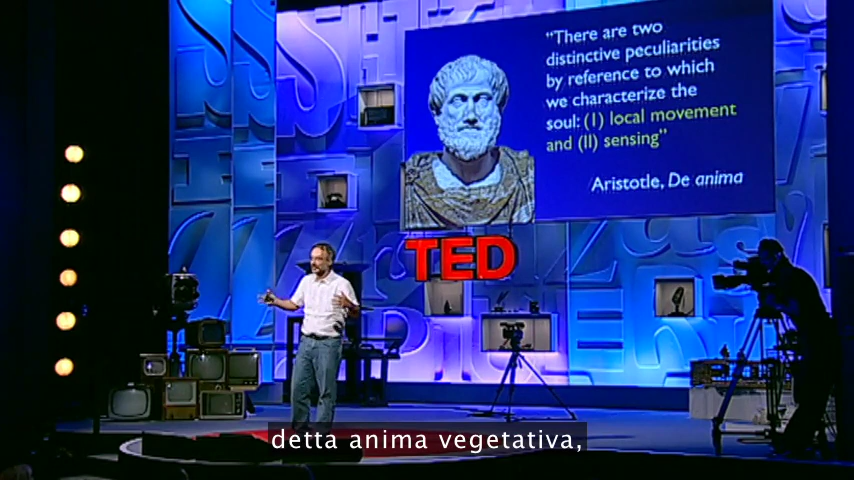 “There are two
distinctive peculiarities
by reference to which
we characterize the
soul: (I) local movement
and (II) sensing”
Aristotle, De anima
TED
detta anima vegetativa,